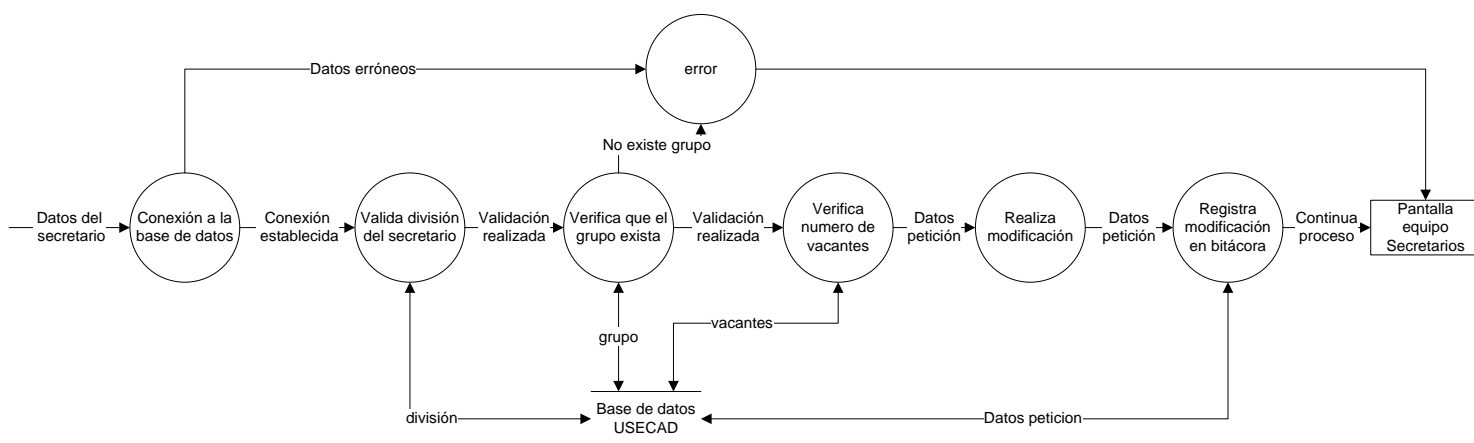 Datos erróneos
error
No existe grupo
Datos del
secretario
Conexión a la
base de datos
Conexión
establecida
Valida división
del secretario
Validación
realizada
Verifica que el
grupo exista
Validación
realizada
Verifica
numero de
vacantes
Datos
petición
Realiza
modificación
Datos
petición
Registra
modificación
en bitácora
Continua
proceso
Pantalla
equipo
Secretarios
grupo
vacantes
división
Base de datos
USECAD
Datos peticion